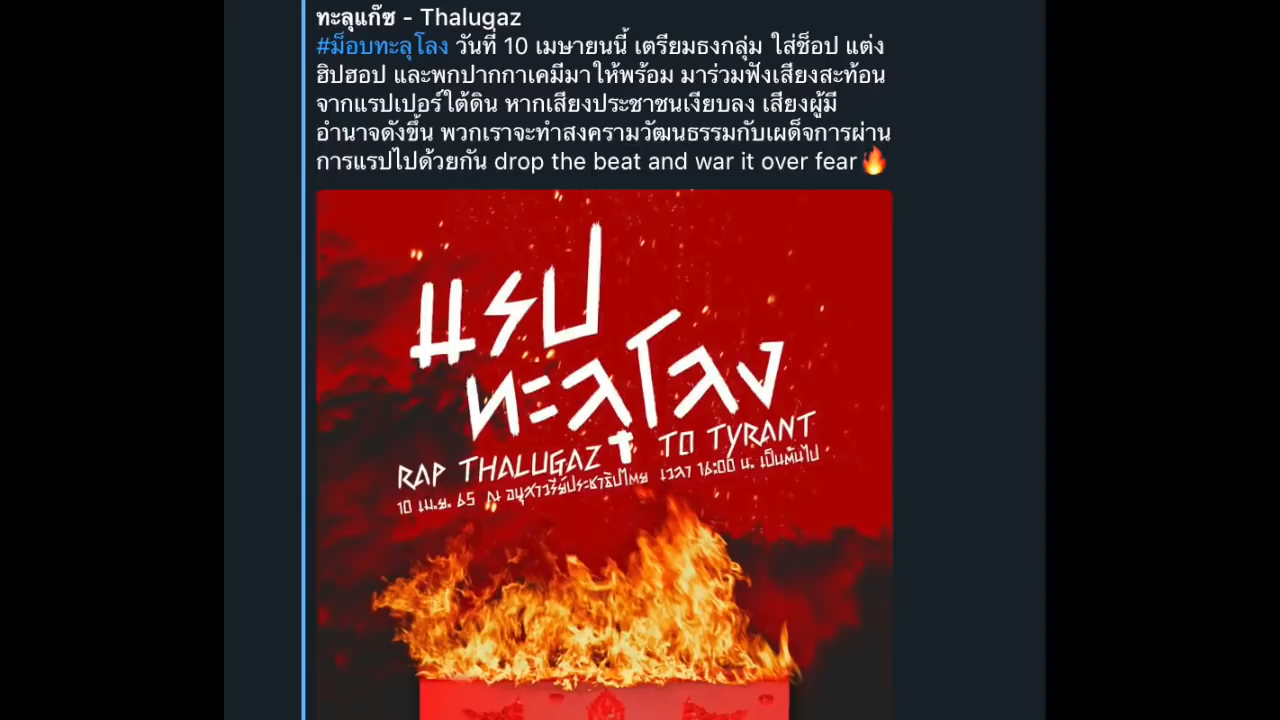 ทะลุแก๊ซ - Thalugaz
#ม็อบทะลุโลง วันที่ 10 เมษายนนี้ เตรียมธงกลุ่ม ใส่ช็อป แต่ง
ฮิปฮอป และพกปากกาเคมีมาให้พร้อม มาร่วมฟังเสียงสะท้อน
จากแรปเปอร์ใต้ดิน หากเสียงประชาชนเงียบลง เสียงผู้มี
อำนาจดังขึ้น พวกเราจะทำสงครามวัฒนธรรมกับเผด็จการผ่าน
การแรปไปด้วยกัน drop the beat and war it over fear🔥
แรป
ทะลุโลง
RAP THALUGAZ TO TYRANT
10 เม.ย. 65 ณ อนุสาวรีย์ประชาธิปไตย เวลา 16:00 น. เป็นต้นไป